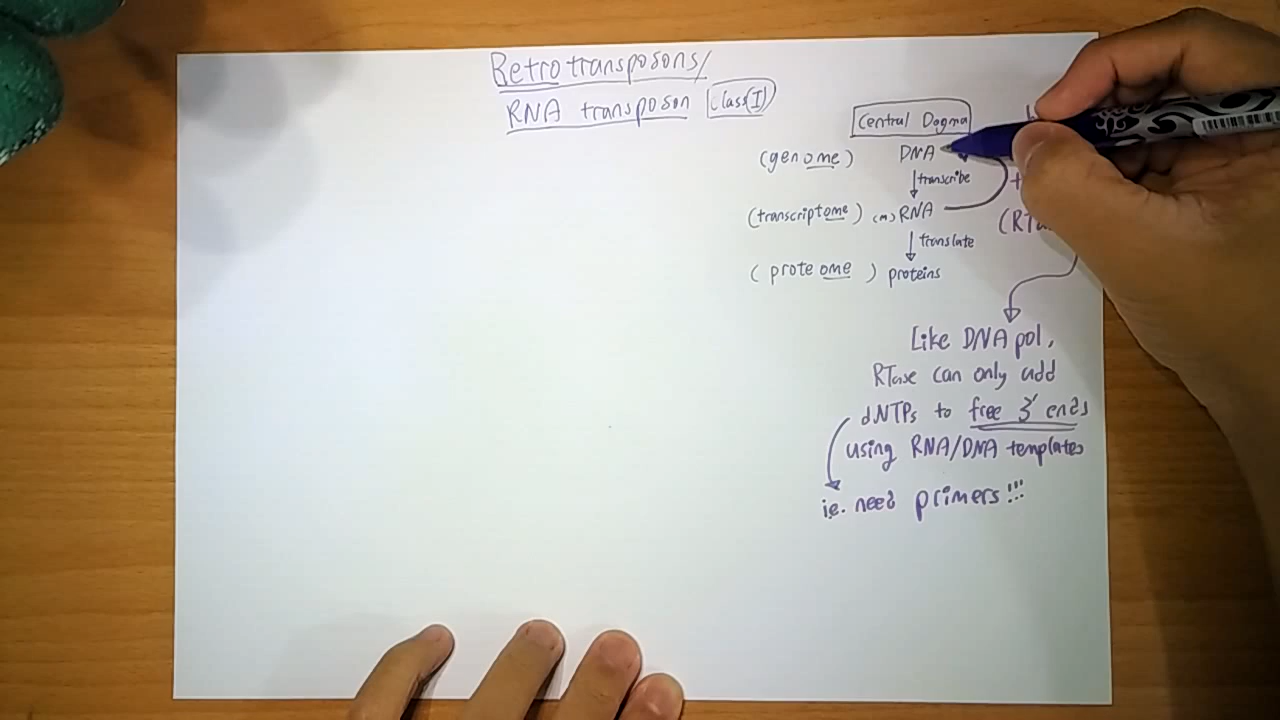 Retrotransposons/
RNA transposon Class(I)
Central Dogma
(genome) DNA
transcribe
(transcriptome) (m)RNA
translate
(proteome) proteins
Like DNA pol,
RTase can only add
dNTPs to free 3' ends
using RNA/DNA templates
i.e. need primers!!!